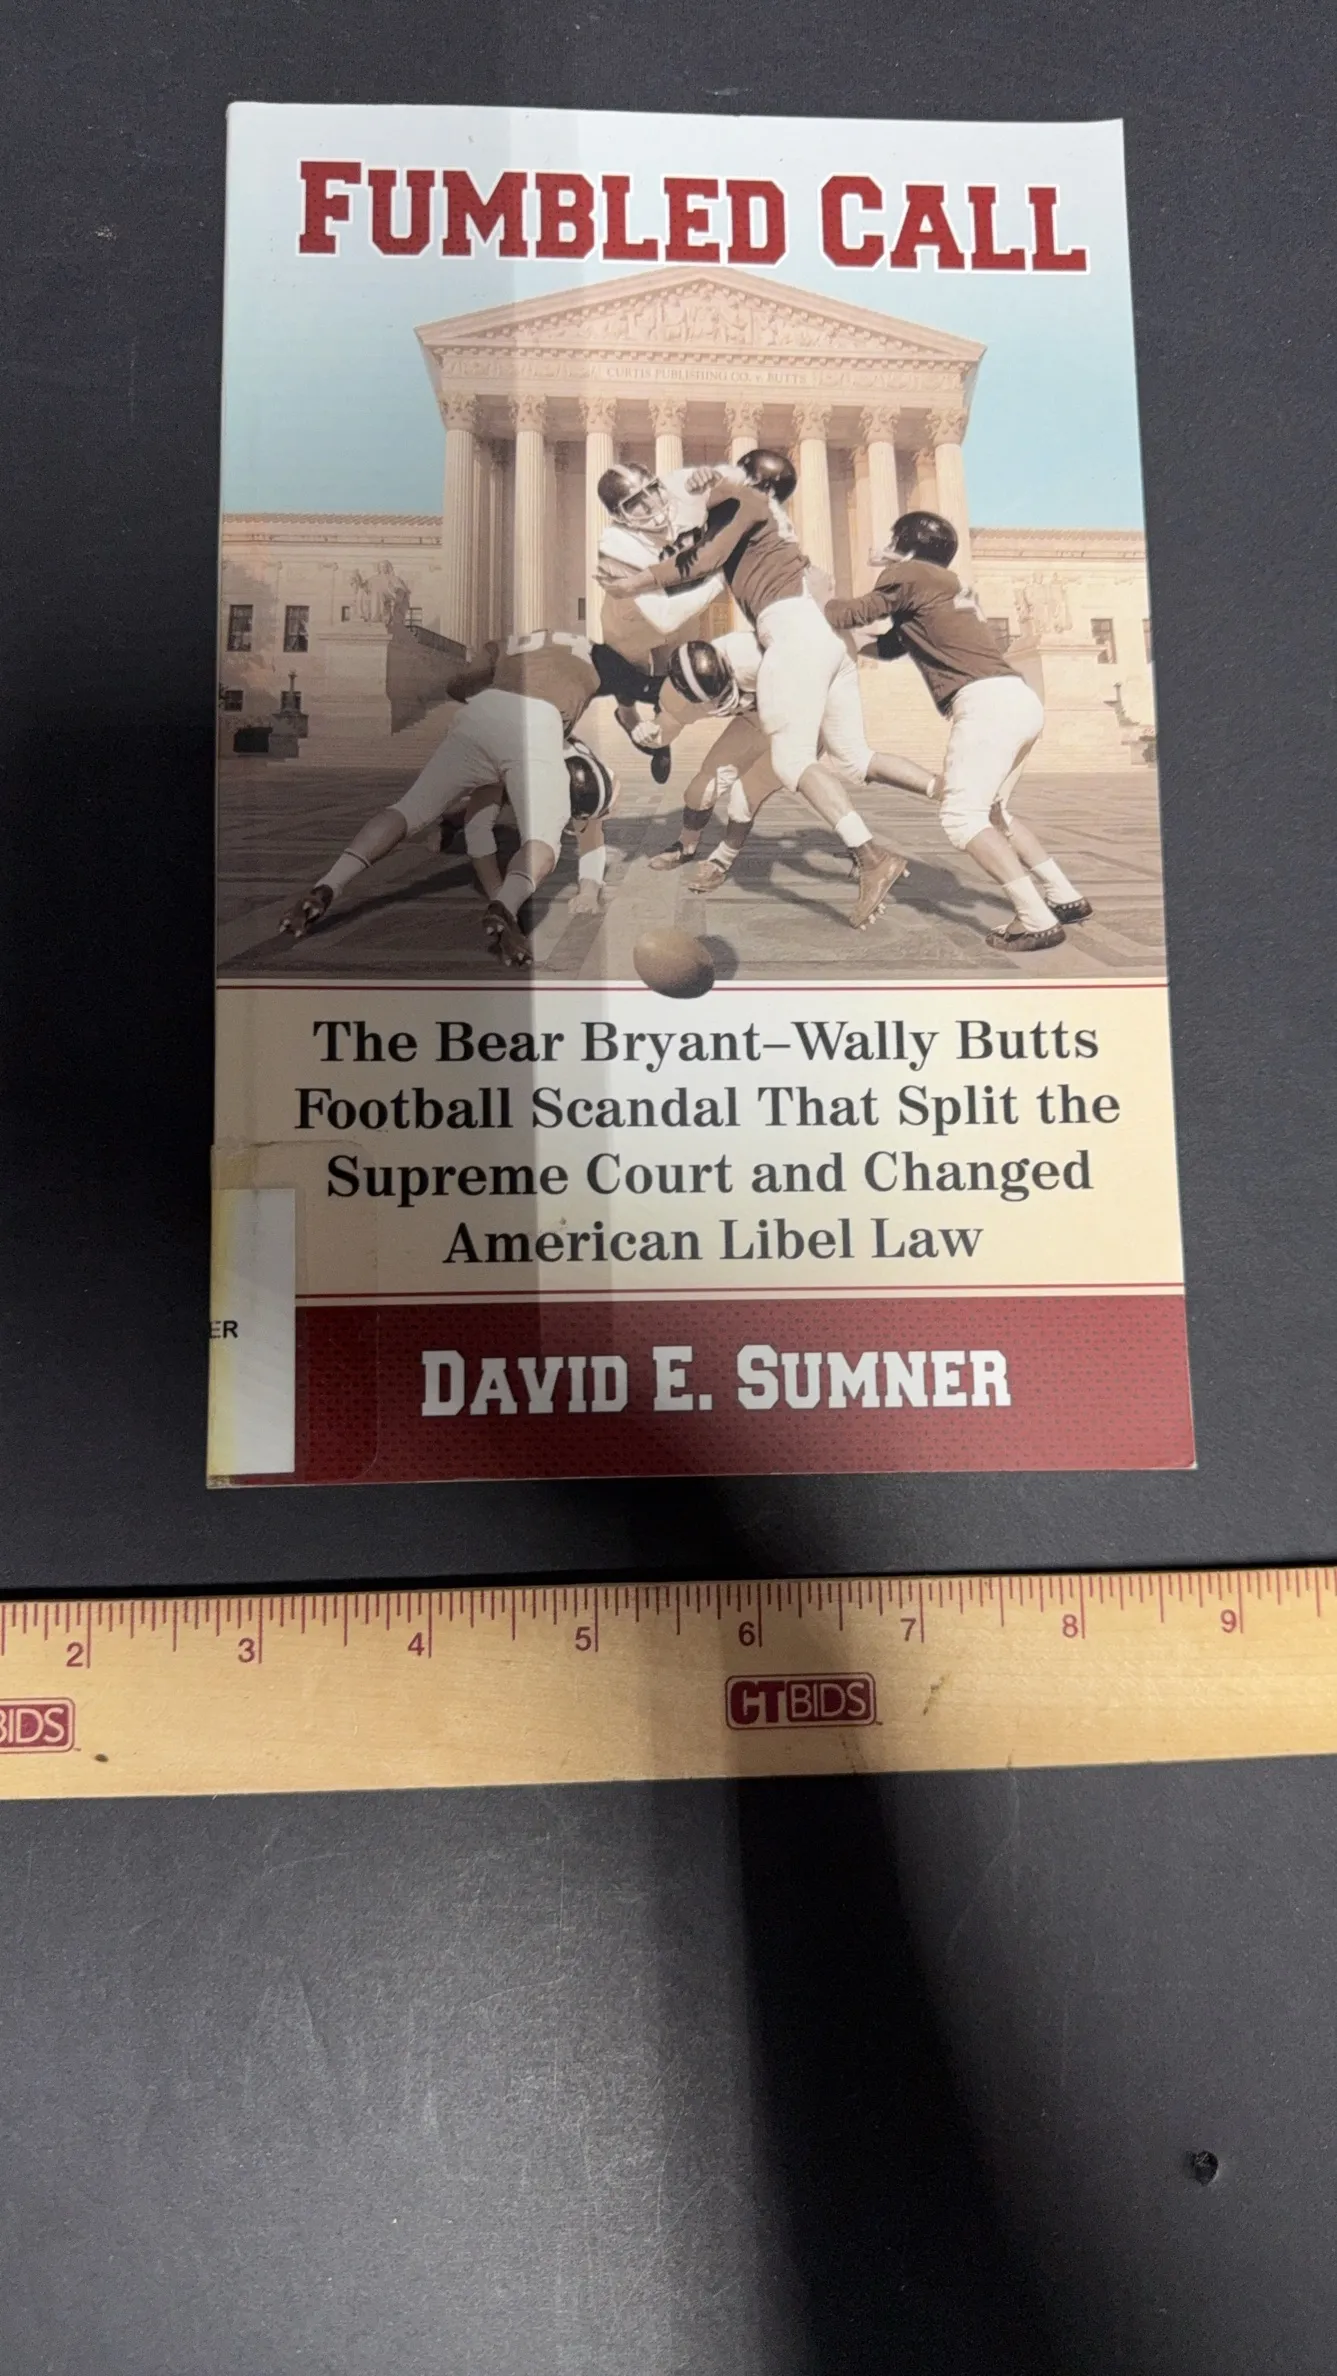 FUMBLED CALL
CURTIS PUBLISHING CO. v. BUTTS
The Bear Bryant–Wally Butts
Football Scandal That Split the
Supreme Court and Changed
American Libel Law
ER
DAVID E. SUMNER
2 3 4 5 6 7 8 9
BIDS CTBIDS